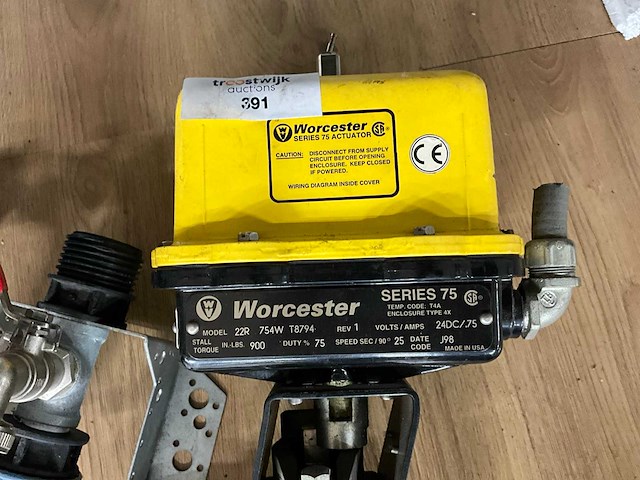 troostwijk
auctions
391
Worcester
SERIES 75 ACTUATOR
CAUTION: DISCONNECT FROM SUPPLY
CIRCUIT BEFORE OPENING
ENCLOSURE. KEEP CLOSED
IF POWERED.
WIRING DIAGRAM INSIDE COVER
CE
Worcester SERIES 75
TEMP. CODE: T4A
ENCLOSURE TYPE 4X
MODEL 22R 754W T8794 REV 1 VOLTS / AMPS 24DC/.75
STALL TORQUE IN.-LBS. 900 DUTY % 75 SPEED SEC / 90° 25 DATE CODE J98
MADE IN USA